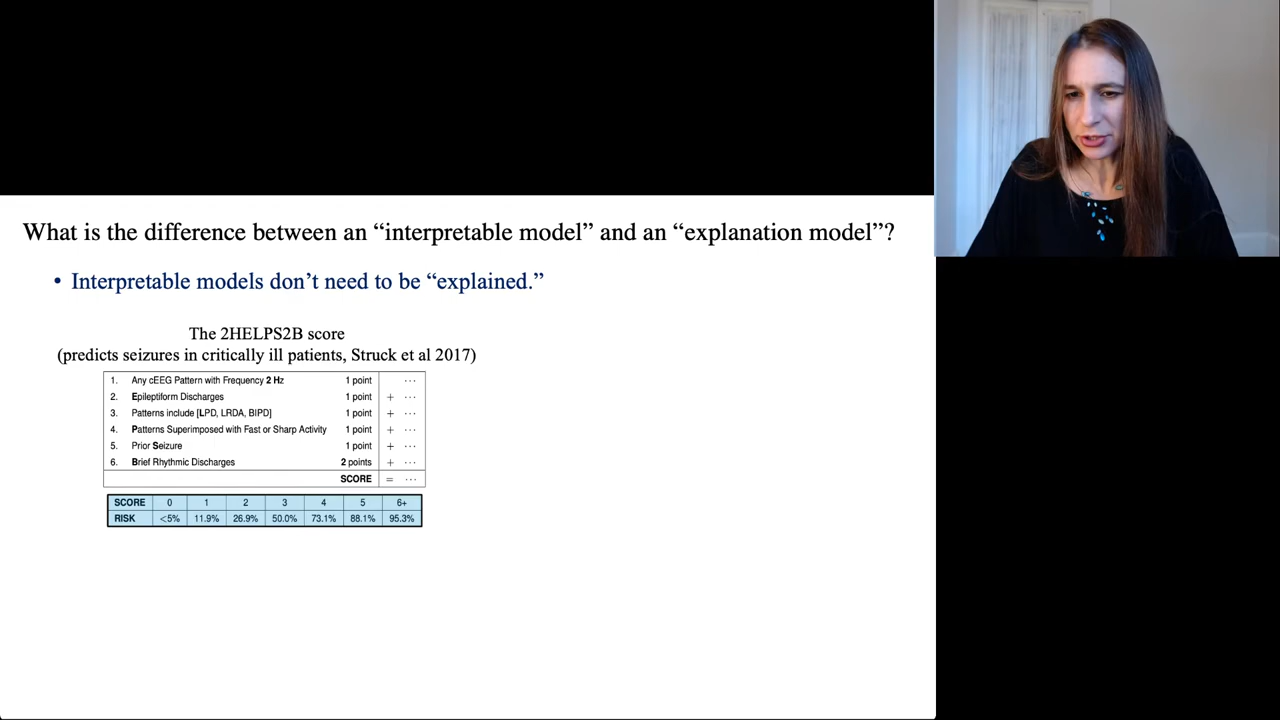 What is the difference between an “interpretable model” and an “explanation model”?
• Interpretable models don’t need to be “explained.”
The 2HELPS2B score
(predicts seizures in critically ill patients, Struck et al 2017)
1. Any cEEG Pattern with Frequency 2 Hz 1 point ...
2. Epileptiform Discharges 1 point + ...
3. Patterns include [LPD, LRDA, BIPD] 1 point + ...
4. Patterns Superimposed with Fast or Sharp Activity 1 point + ...
5. Prior Seizure 1 point + ...
6. Brief Rhythmic Discharges 2 points + ...
SCORE = ...
SCORE 0 1 2 3 4 5 6+
RISK <5% 11.9% 26.9% 50.0% 73.1% 88.1% 95.3%